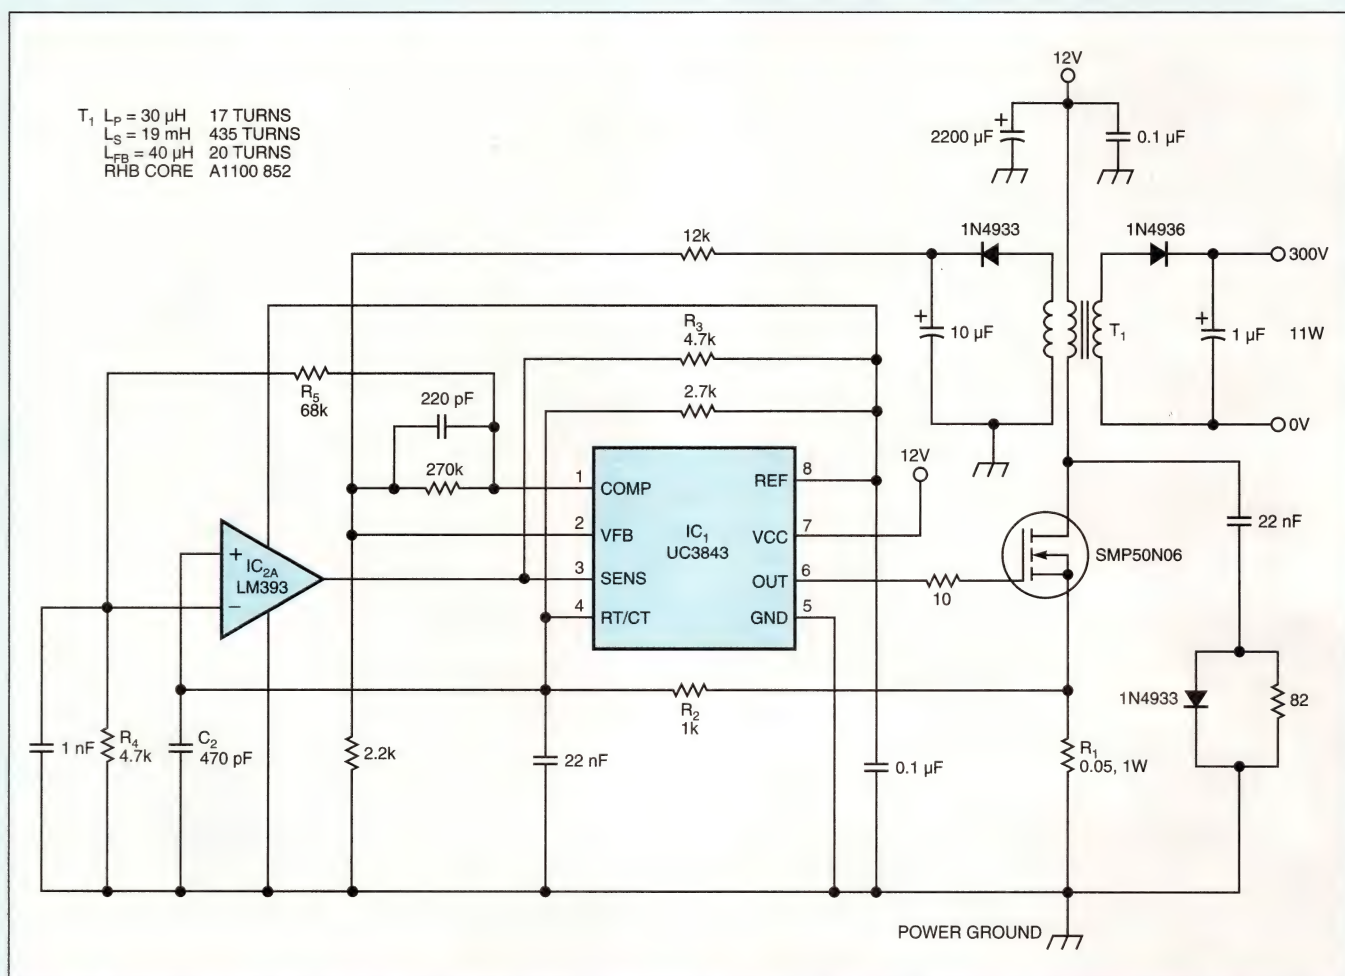 T1 LP = 30 µH 17 TURNS
LS = 19 mH 435 TURNS
LFB = 40 µH 20 TURNS
RHB CORE A1100 852
12V
2200 µF
+
0.1 µF
12k
1N4933
1N4936
300V
R3
4.7k
+
10 µF
T1
+
1 µF
11W
R5
68k
2.7k
220 pF
0V
270k
12V
1
COMP
REF
8
2
VFB
IC1
UC3843
VCC
7
22 nF
+
IC2A
LM393
–
3
SENS
OUT
6
10
SMP50N06
4
RT/CT
GND
5
R2
1k
1N4933
82
1 nF
R4
4.7k
C2
470 pF
2.2k
22 nF
0.1 µF
R1
0.05, 1W
POWER GROUND